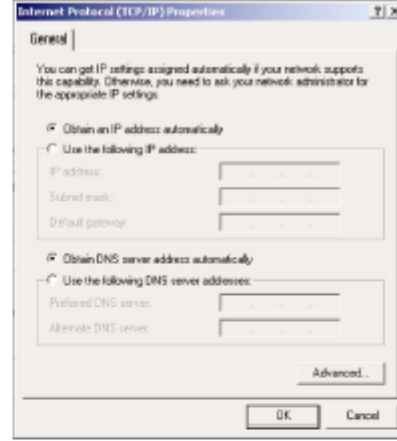 Internet Protocol (TCP/IP) Properties
General
You can get IP settings assigned automatically if your network supports
this capability. Otherwise, you need to ask your network administrator for
the appropriate IP settings.
Obtain an IP address automatically
Use the following IP address:
IP address:
Subnet mask:
Default gateway:
Obtain DNS server address automatically
Use the following DNS server addresses:
Preferred DNS server:
Alternate DNS server:
Advanced...
OK
Cancel